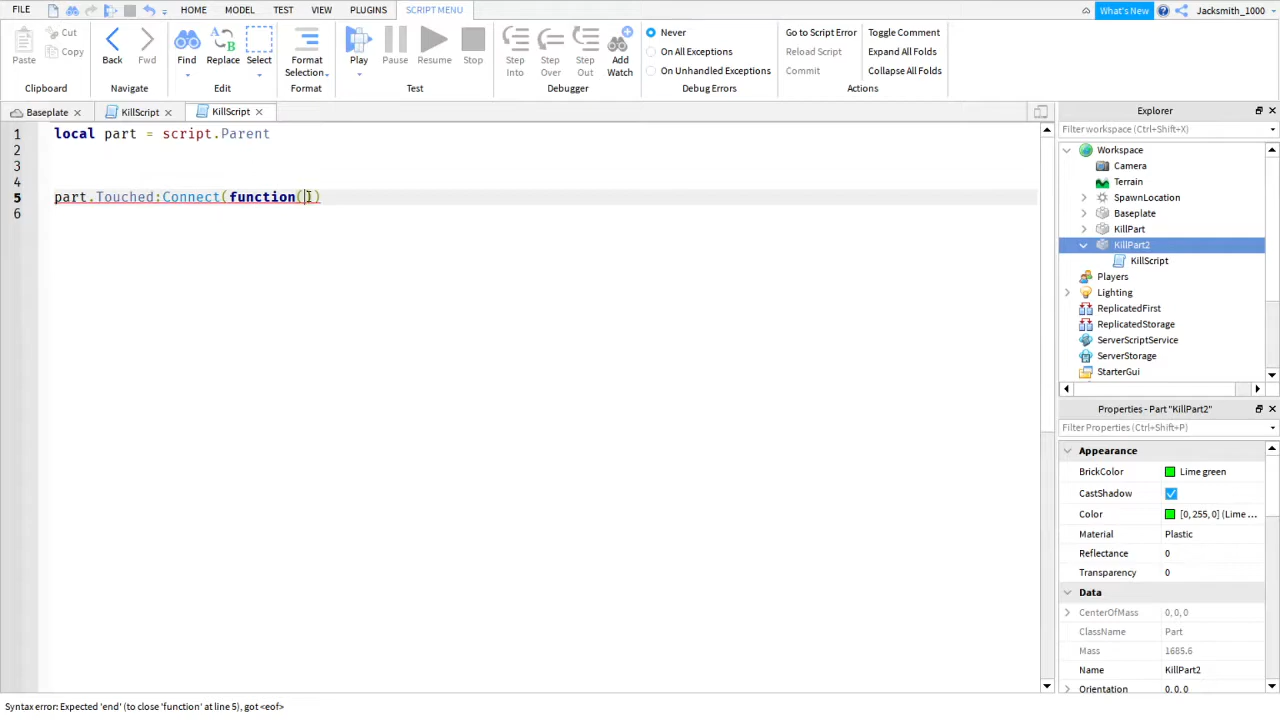 FILE HOME MODEL TEST VIEW PLUGINS SCRIPT MENU What's New Jacksmith_1000
Paste Cut Copy
Clipboard
Back Fwd
Navigate
Find Replace Select
Edit
Format Selection
Format
Play Pause Resume Stop
Test
Step Into Step Over Step Out Add Watch
Debugger
Never
On All Exceptions
On Unhandled Exceptions
Debug Errors
Go to Script Error Toggle Comment
Reload Script Expand All Folds
Commit Collapse All Folds
Actions
Baseplate KillScript KillScript
1 local part = script.Parent
2
3
4
5 part.Touched:Connect(function())
6
Explorer
Filter workspace (Ctrl+Shift+X)
Workspace
Camera
Terrain
SpawnLocation
Baseplate
KillPart
KillPart2
KillScript
Players
Lighting
ReplicatedFirst
ReplicatedStorage
ServerScriptService
ServerStorage
StarterGui
Properties - Part "KillPart2"
Filter Properties (Ctrl+Shift+P)
Appearance
BrickColor Lime green
CastShadow
Color [0, 255, 0] (Lime ...
Material Plastic
Reflectance 0
Transparency 0
Data
CenterOfMass 0, 0, 0
ClassName Part
Mass 1685.6
Name KillPart2
Orientation 0, 0, 0
Syntax error: Expected 'end' (to close 'function' at line 5), got <eof>